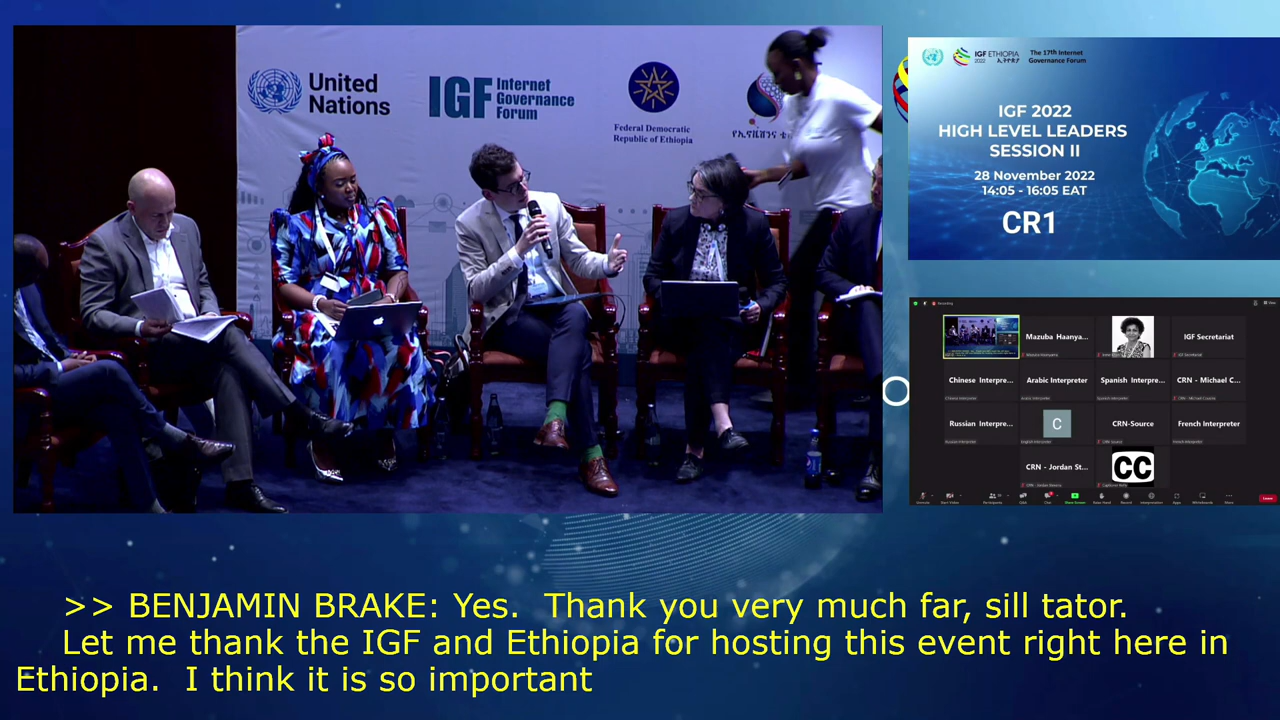 United
Nations
IGF Internet
Governance
Forum
Federal Democratic
Republic of Ethiopia
IGF ETHIOPIA
2022 ኢትዮጵያ
The 17th Internet
Governance Forum
IGF 2022
HIGH LEVEL LEADERS
SESSION II
28 November 2022
14:05 - 16:05 EAT
CR1
Mazuba Haanya...
IGF Secretariat
Chinese Interpre...
Arabic Interpreter
Spanish Interpre...
CRN - Michael C...
Russian Interpre...
C
CRN-Source
French Interpreter
CRN - Jordan St...
CC
>> BENJAMIN BRAKE: Yes. Thank you very much far, sill tator.
Let me thank the IGF and Ethiopia for hosting this event right here in
Ethiopia. I think it is so important